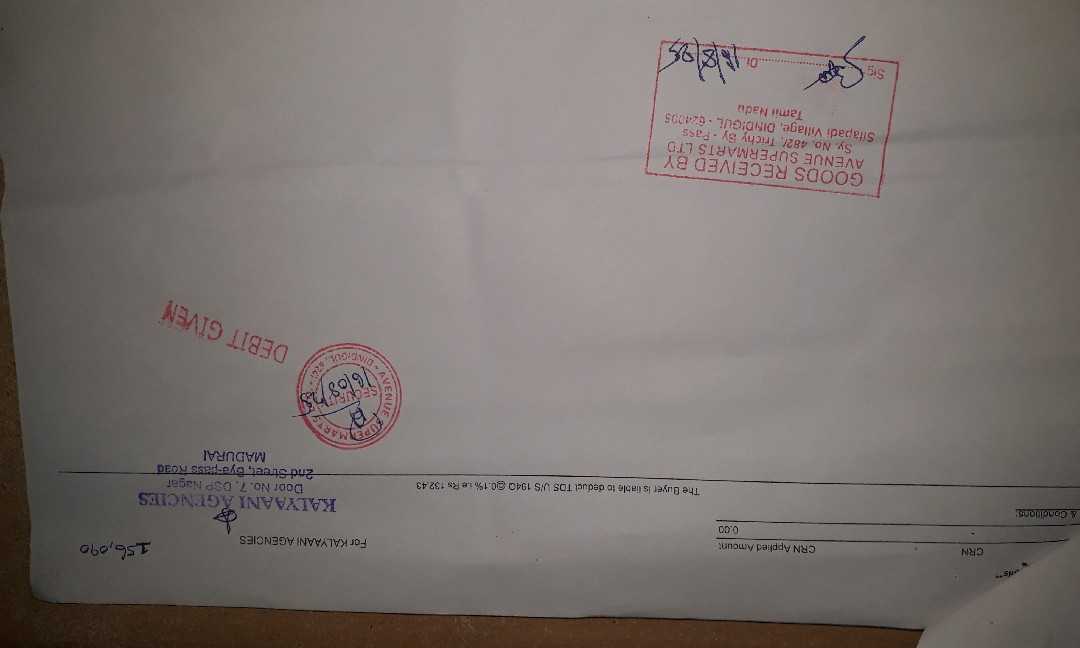 CRN CRN Applied Amount
- 0.00
& Conditions:
For KALYAANI AGENCIES
156,090
KALYAANI AGENCIES
Door No. 7, DSP Nagar
2nd Street, Bya-pass Road
MADURAI
The Buyer is liable to deduct TDS U/S 194Q @0.1% i.e Rs 132.43
AVENUE SUPERMARTS
SECURITY
16/08/25
DINDIGUL
DEBIT GIVEN
GOODS RECEIVED BY
AVENUE SUPERMARTS LTD
Sy. No. 482/, Trichy By - Pass
Silapadi Village, DINDIGUL - 624005
Tamil Nadu
Sig. Dt.